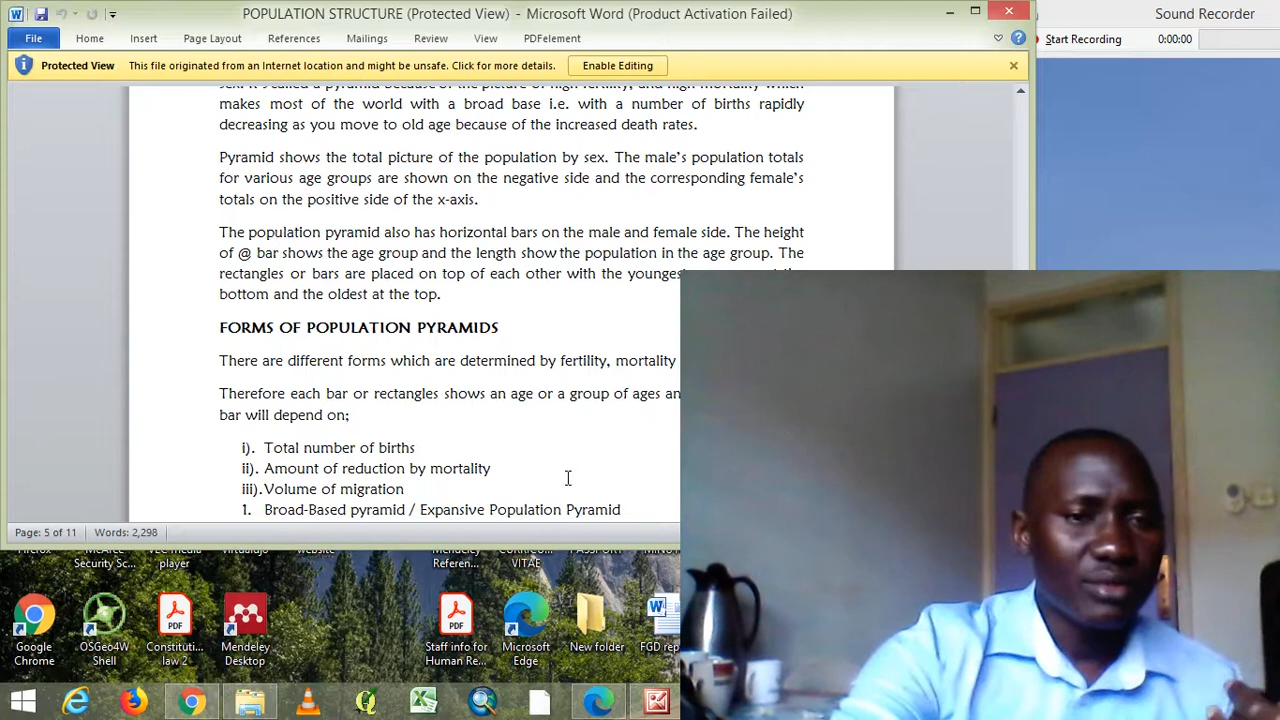 POPULATION STRUCTURE (Protected View) - Microsoft Word (Product Activation Failed)
Sound Recorder
File Home Insert Page Layout References Mailings Review View PDFelement
Start Recording 0:00:00
Protected View This file originated from an Internet location and might be unsafe. Click for more details. Enable Editing
makes most of the world with a broad base i.e. with a number of births rapidly
decreasing as you move to old age because of the increased death rates.
Pyramid shows the total picture of the population by sex. The male's population totals
for various age groups are shown on the negative side and the corresponding female's
totals on the positive side of the x-axis.
The population pyramid also has horizontal bars on the male and female side. The height
of @ bar shows the age group and the length show the population in the age group. The
rectangles or bars are placed on top of each other with the
bottom and the oldest at the top.
FORMS OF POPULATION PYRAMIDS
There are different forms which are determined by fertility, mortality
Therefore each bar or rectangles shows an age or a group of ages
bar will depend on;
i). Total number of births
ii). Amount of reduction by mortality
iii). Volume of migration
1. Broad-Based pyramid / Expansive Population Pyramid
Page: 5 of 11 Words: 2,298
Security Sc...
player
website
Referen...
VITAE
Google
Chrome
OSGeo4W
Shell
PDF
Constituti...
law 2
Mendeley
Desktop
PDF
Staff info for
Human Re...
Microsoft
Edge
New folder
FGD rep